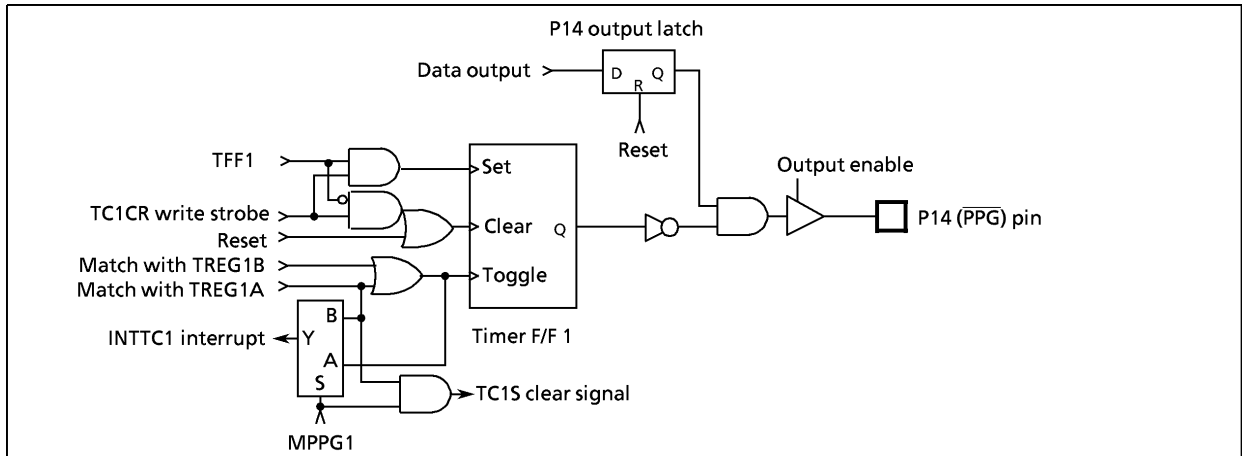 P14 output latch
Data output
D Q
R
Reset
TFF1
Set
Output enable
TC1CR write strobe
Clear Q
P14 (P̅P̅G̅) pin
Reset
Match with TREG1B
Toggle
Match with TREG1A
B
INTTC1 interrupt
Y
Timer F/F 1
A
S
TC1S clear signal
MPPG1